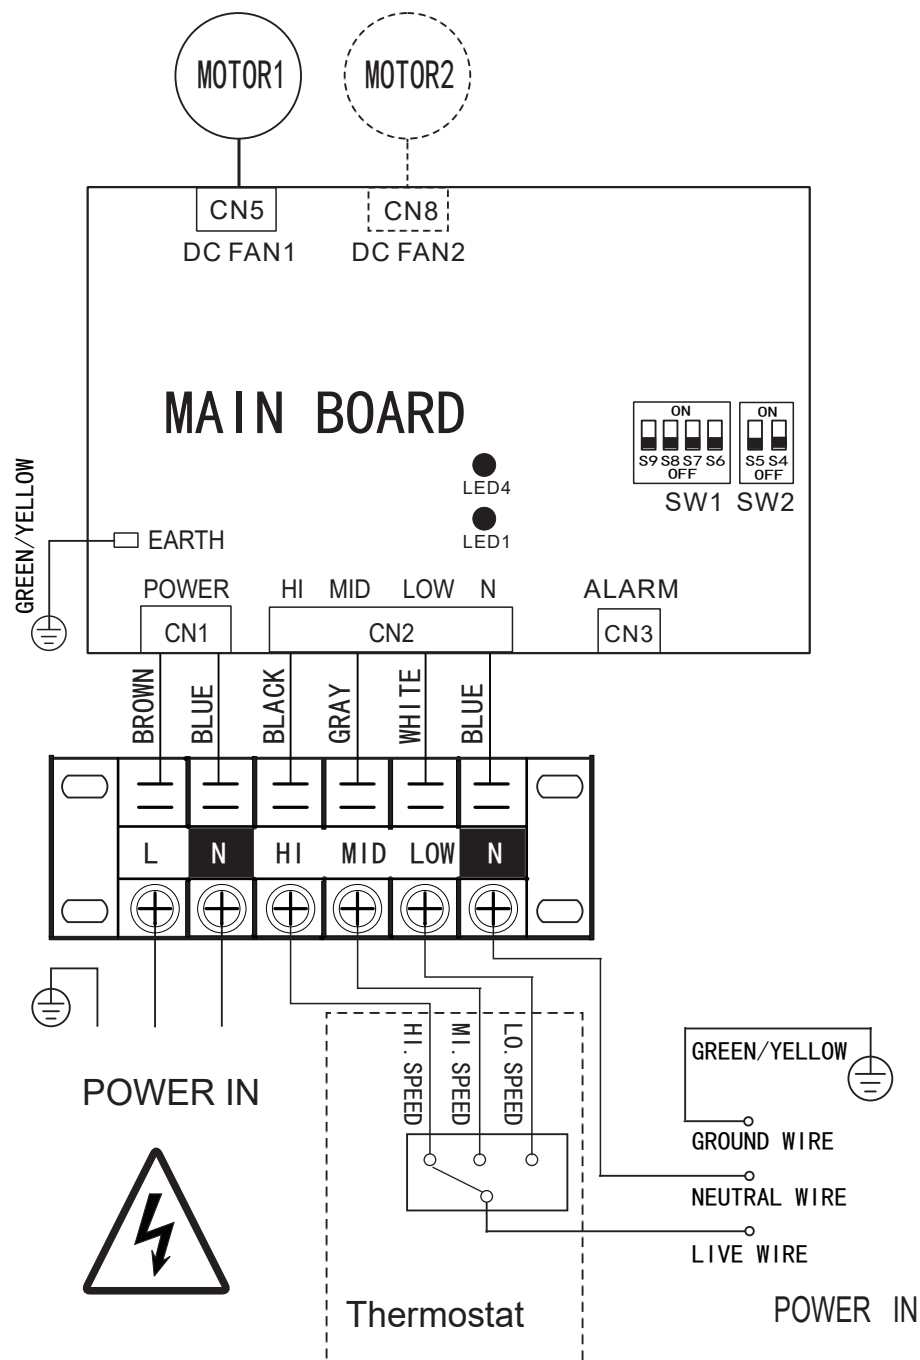 MOTOR1
MOTOR2
CN5
CN8
DC FAN1
DC FAN2
MAIN BOARD
ON
ON
S9 S8 S7 S6
S5 S4
OFF
OFF
SW1
SW2
LED4
LED1
GREEN/YELLOW
EARTH
POWER
HI
MID
LOW
N
ALARM
CN1
CN2
CN3
BROWN
BLUE
BLACK
GRAY
WHITE
BLUE
L
N
HI
MID
LOW
N
POWER IN
HI. SPEED
MI. SPEED
LO. SPEED
GREEN/YELLOW
GROUND WIRE
NEUTRAL WIRE
LIVE WIRE
Thermostat
POWER IN